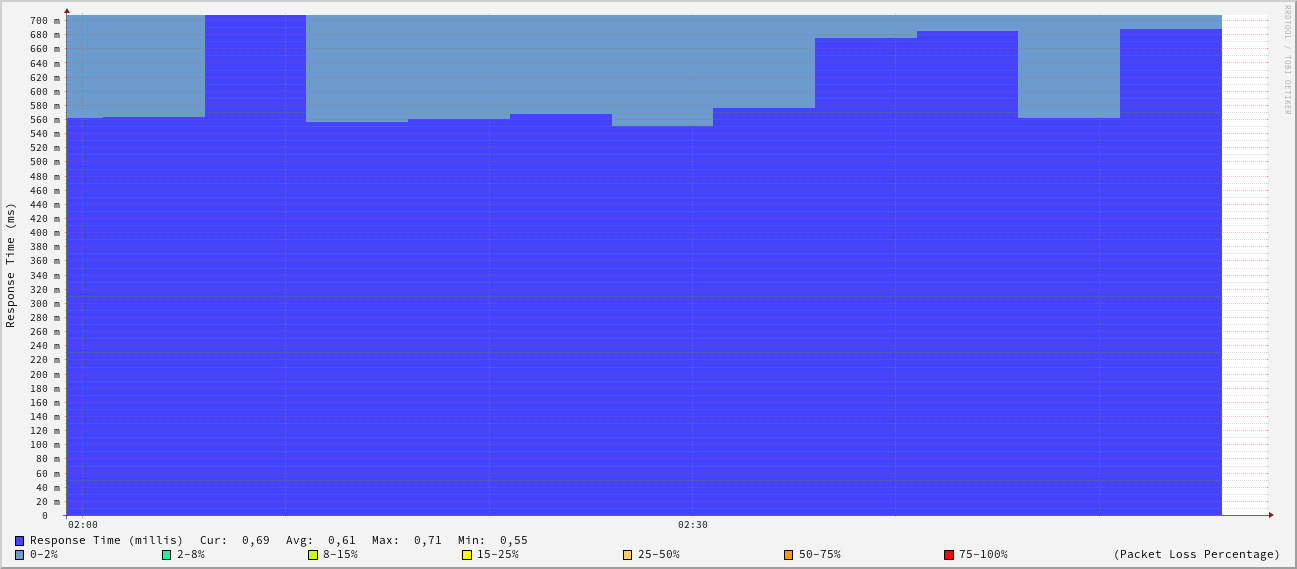 RRDTOOL / TOBI OETIKER
Response Time (ms)
700 m
680 m
660 m
640 m
620 m
600 m
580 m
560 m
540 m
520 m
500 m
480 m
460 m
440 m
420 m
400 m
380 m
360 m
340 m
320 m
300 m
280 m
260 m
240 m
220 m
200 m
180 m
160 m
140 m
120 m
100 m
80 m
60 m
40 m
20 m
0
02:00 02:30
Response Time (millis) Cur: 0,69 Avg: 0,61 Max: 0,71 Min: 0,55
0-2% 2-8% 8-15% 15-25% 25-50% 50-75% 75-100% (Packet Loss Percentage)